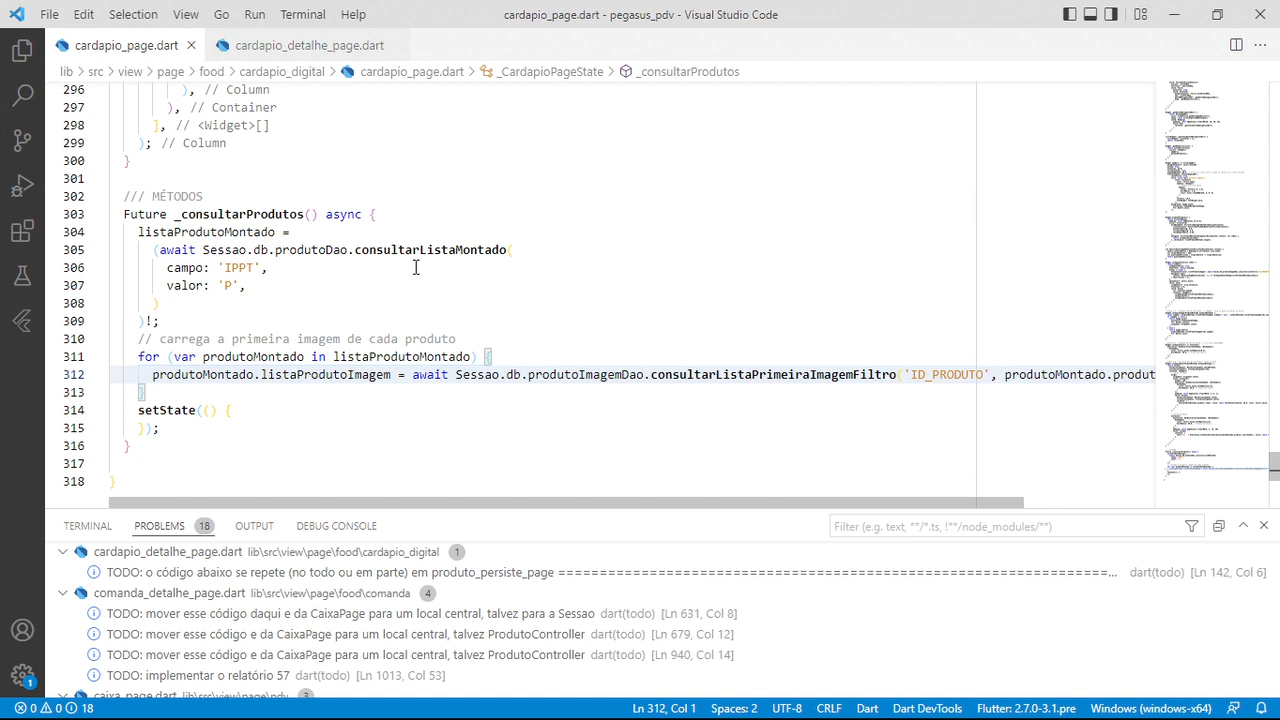 File Edit Selection View Go Run Terminal Help cardapio_page.dart - pegasus_pdv - Visual Studio Code
cardapio_page.dart cardapio_detalhe_page.dart
lib > src > view > page > food > cardapio_digital > cardapio_page.dart > _CardapioPageState > _consultarProdutos
296 ), // Column
297 ), // Container
298 ], // <Widget>[]
299 ); // Column
300 }
301
302 /// MÉTODOS
303 Future _consultarProdutos() async {
304 listaProdutoMontado =
305 (await Sessao.db.produtoDao.consultarListaMontado(
306 campo: 'IPPT',
307 valor: 'P',
308 )
309 )!;
310 // carrega a primeira imagem de cada produto
311 for (var produtoMontado in listaProdutoMontado) {
312 produtoMontado.listaProdutoImagem = await Sessao.db.produtoImagemDao.consultarListaPrimeiraImagemFiltro('ID_PRODUTO', produtoMontado.produt
313 }
314 setState(() {
315 });
316 }
317
}
TERMINAL PROBLEMS 18 OUTPUT DEBUG CONSOLE Filter (e.g. text, **/*.ts, !**/node_modules/**)
cardapio_detalhe_page.dart lib\src\view\page\food\cardapio_digital 1
TODO: o código abaixo se repete (no todo ou em parte) em produto_persiste_page ==================================================================... dart(todo) [Ln 142, Col 6]
comanda_detalhe_page.dart lib\src\view\page\food\comanda 4
TODO: mover esse código daqui e da CaixaPage para um local central, talvez para a Sessao dart(todo) [Ln 631, Col 8]
TODO: mover esse código e da CaixaPage para um local central, talvez ProdutoController dart(todo) [Ln 679, Col 12]
TODO: mover esse código e da CaixaPage para um local central, talvez ProdutoController dart(todo) [Ln 940, Col 14]
TODO: implementar o relatório 57 dart(todo) [Ln 1013, Col 53]
caixa_page.dart lib\src\view\page\pdv 3
1
0 0 18 Ln 312, Col 1 Spaces: 2 UTF-8 CRLF Dart Dart DevTools Flutter: 2.7.0-3.1.pre Windows (windows-x64)